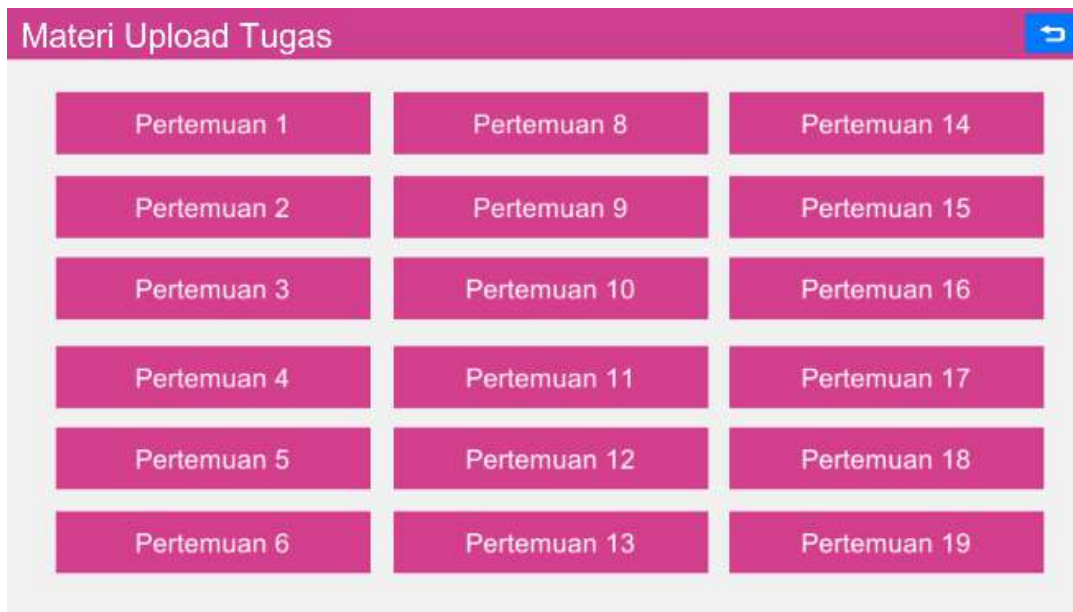 Materi Upload Tugas
Pertemuan 1
Pertemuan 8
Pertemuan 14
Pertemuan 2
Pertemuan 9
Pertemuan 15
Pertemuan 3
Pertemuan 10
Pertemuan 16
Pertemuan 4
Pertemuan 11
Pertemuan 17
Pertemuan 5
Pertemuan 12
Pertemuan 18
Pertemuan 6
Pertemuan 13
Pertemuan 19